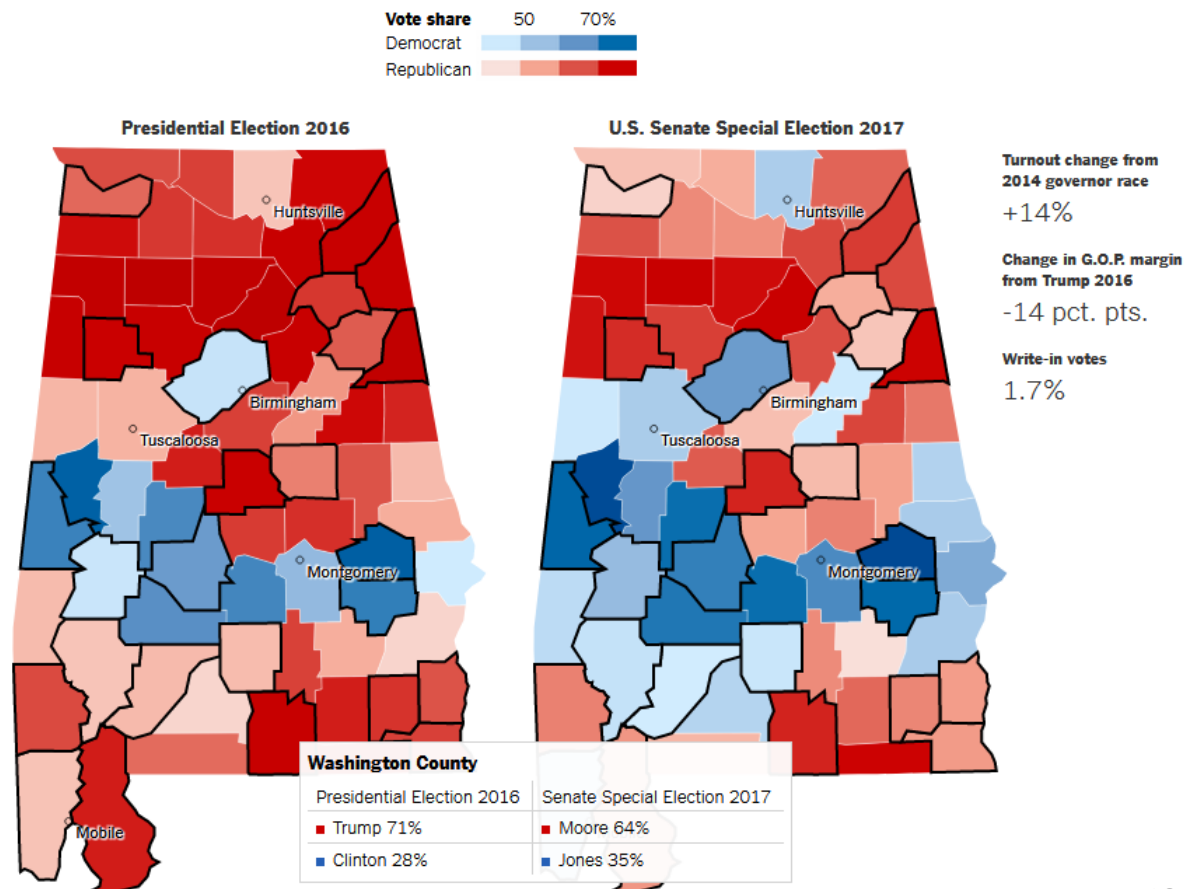 Vote share 50 70%
Democrat
Republican
Presidential Election 2016
U.S. Senate Special Election 2017
Huntsville
Birmingham
Tuscaloosa
Montgomery
Mobile
Huntsville
Birmingham
Tuscaloosa
Montgomery
Turnout change from
2014 governor race
+14%
Change in G.O.P. margin
from Trump 2016
-14 pct. pts.
Write-in votes
1.7%
Washington County
Presidential Election 2016 Senate Special Election 2017
Trump 71% Moore 64%
Clinton 28% Jones 35%